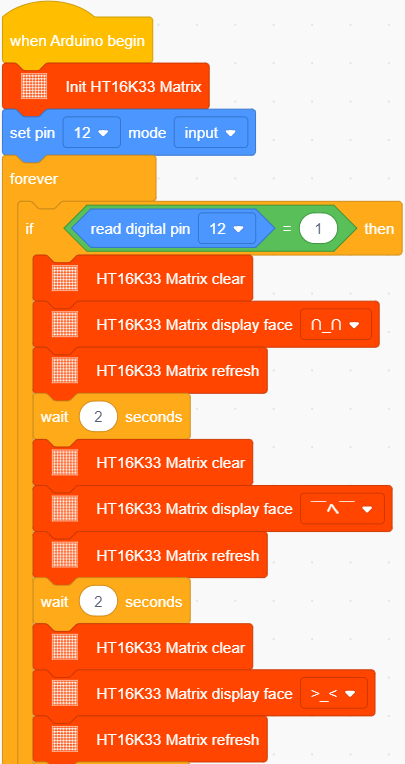 when Arduino begin
Init HT16K33 Matrix
set pin 12 mode input
forever
if read digital pin 12 = 1 then
HT16K33 Matrix clear
HT16K33 Matrix display face ∩_∩
HT16K33 Matrix refresh
wait 2 seconds
HT16K33 Matrix clear
HT16K33 Matrix display face ￣^￣
HT16K33 Matrix refresh
wait 2 seconds
HT16K33 Matrix clear
HT16K33 Matrix display face >_<
HT16K33 Matrix refresh